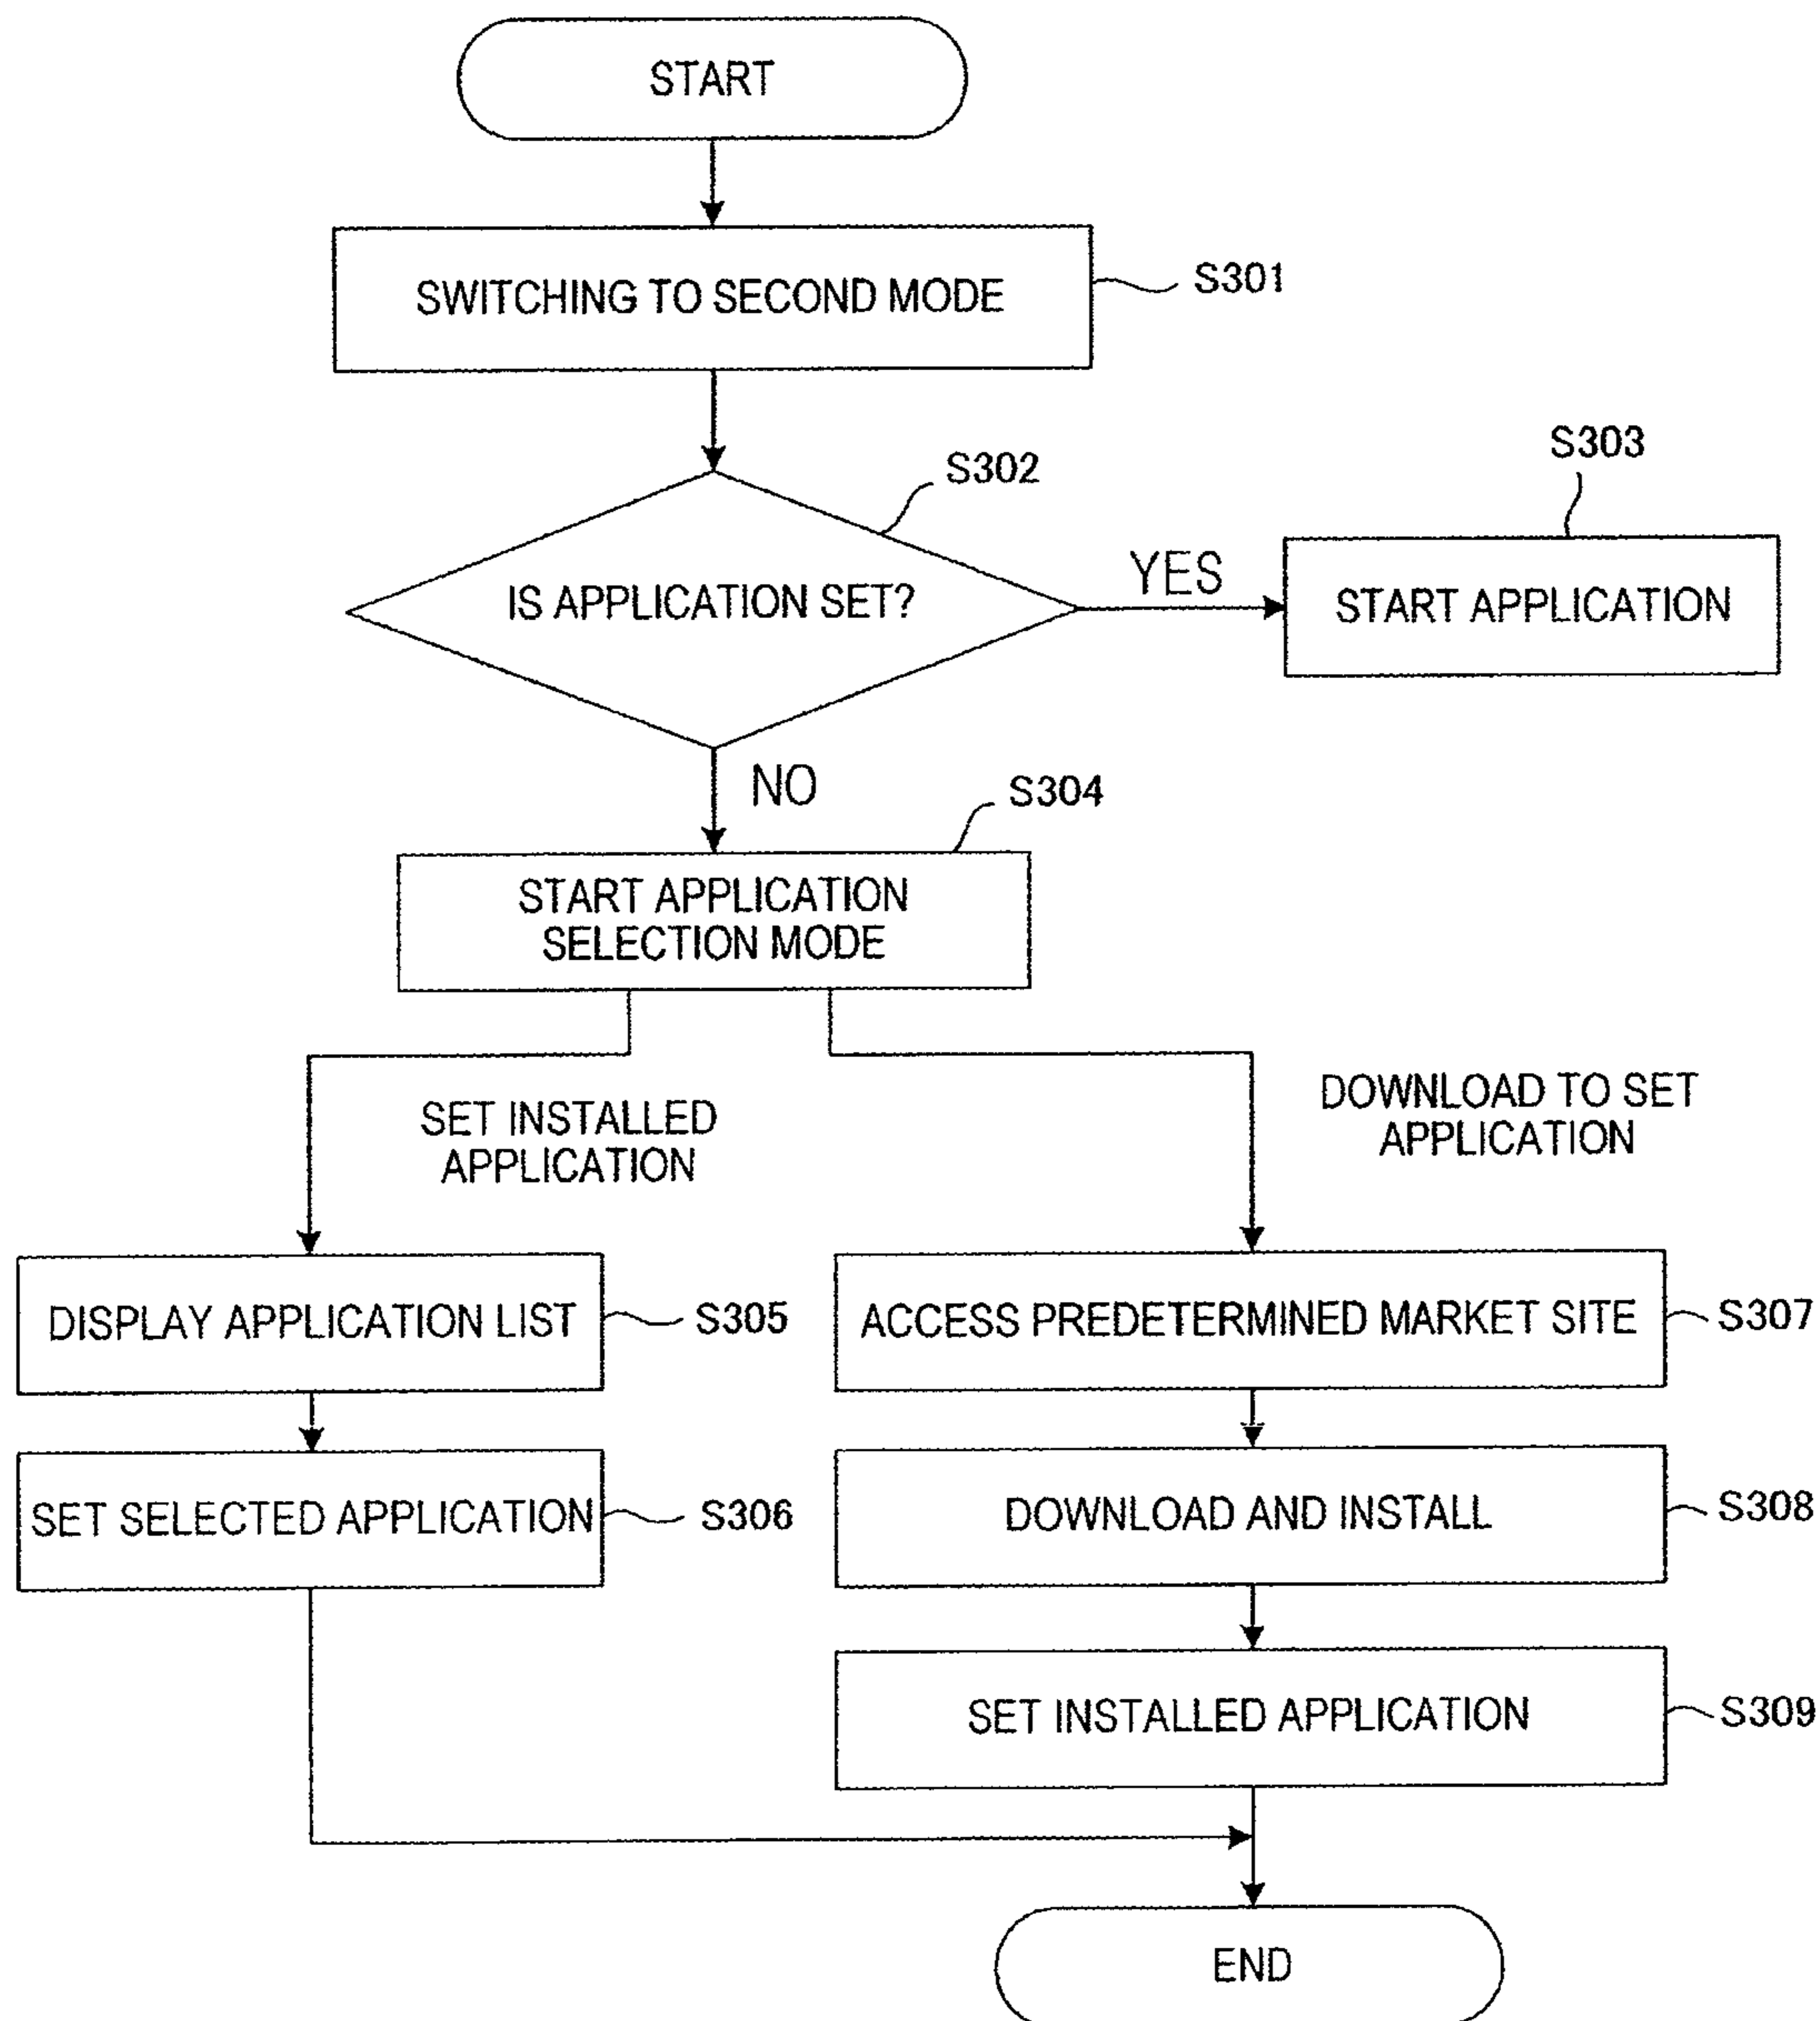 START
SWITCHING TO SECOND MODE
S301
S302
IS APPLICATION SET?
YES
S303
START APPLICATION
NO
S304
START APPLICATION
SELECTION MODE
SET INSTALLED
APPLICATION
DOWNLOAD TO SET
APPLICATION
DISPLAY APPLICATION LIST
S305
ACCESS PREDETERMINED MARKET SITE
S307
SET SELECTED APPLICATION
S306
DOWNLOAD AND INSTALL
S308
SET INSTALLED APPLICATION
S309
END